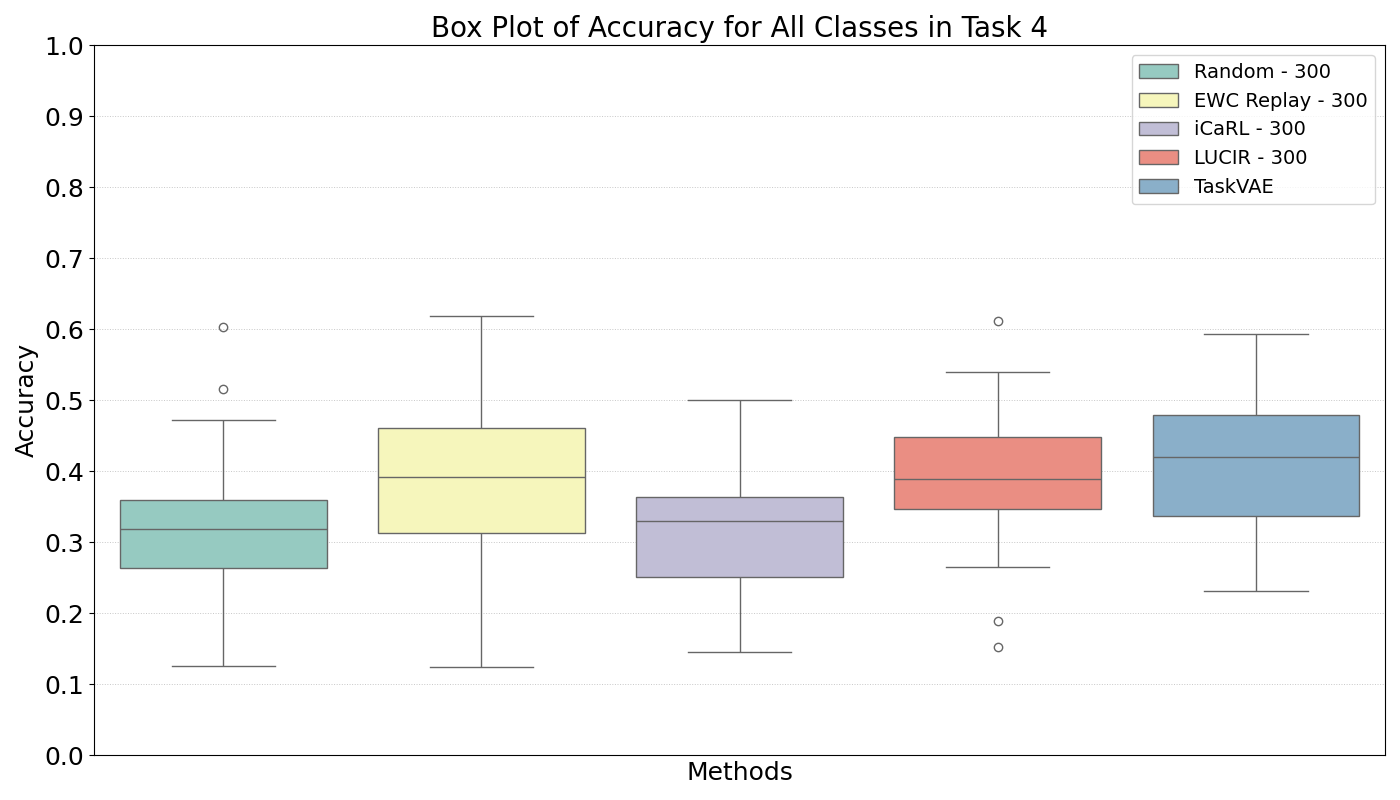 Box Plot of Accuracy for All Classes in Task 4
1.0
0.9
0.8
0.7
0.6
0.5
0.4
0.3
0.2
0.1
0.0
Accuracy
Methods
Random - 300
EWC Replay - 300
iCaRL - 300
LUCIR - 300
TaskVAE